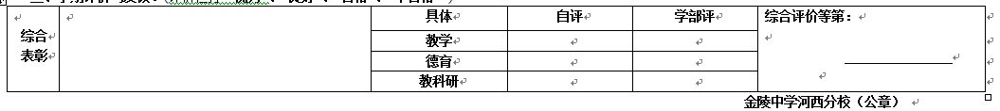 具体 自评 学部评 综合评价等第：
综合
表彰
教学
德育
教科研
金陵中学河西分校（公章）